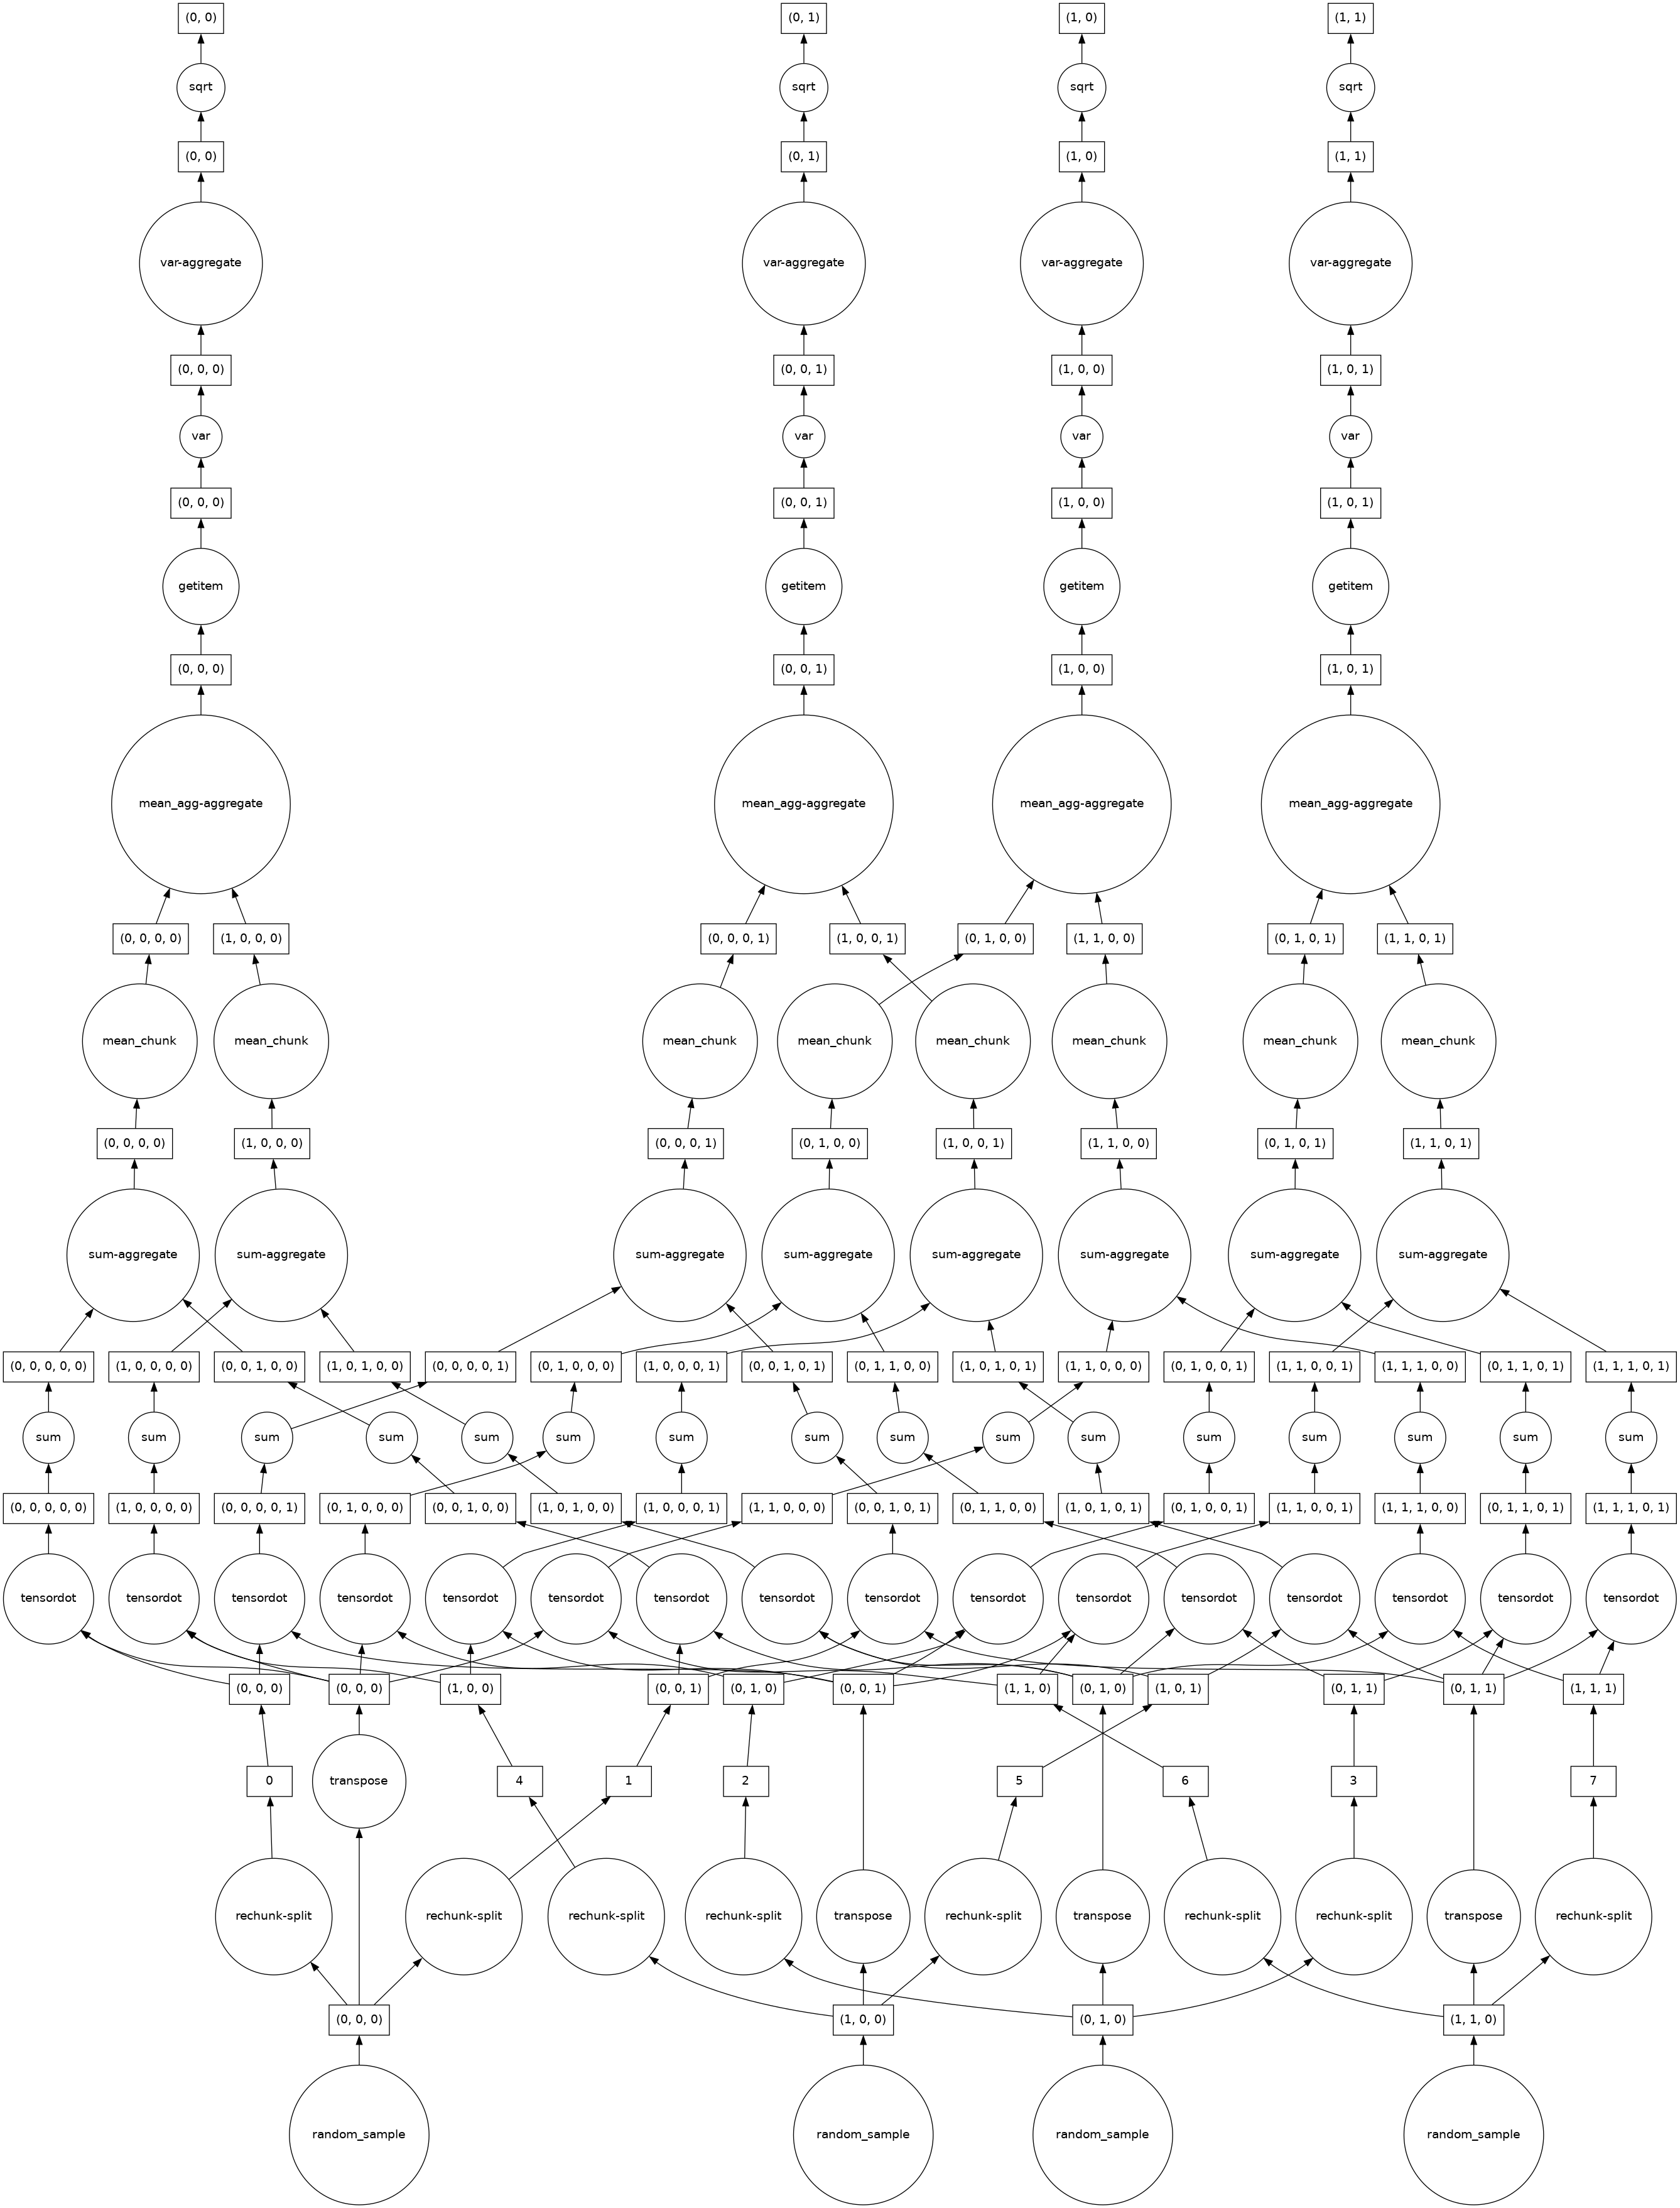 (0, 0) (0, 1) (1, 0) (1, 1)
sqrt sqrt sqrt sqrt
(0, 0) (0, 1) (1, 0) (1, 1)
var-aggregate var-aggregate var-aggregate var-aggregate
(0, 0, 0) (0, 0, 1) (1, 0, 0) (1, 0, 1)
var var var var
(0, 0, 0) (0, 0, 1) (1, 0, 0) (1, 0, 1)
getitem getitem getitem getitem
(0, 0, 0) (0, 0, 1) (1, 0, 0) (1, 0, 1)
mean_agg-aggregate mean_agg-aggregate mean_agg-aggregate mean_agg-aggregate
(0, 0, 0, 0) (1, 0, 0, 0) (0, 0, 0, 1) (1, 0, 0, 1) (0, 1, 0, 0) (1, 1, 0, 0) (0, 1, 0, 1) (1, 1, 0, 1)
mean_chunk mean_chunk mean_chunk mean_chunk mean_chunk mean_chunk mean_chunk mean_chunk
(0, 0, 0, 0) (1, 0, 0, 0) (0, 0, 0, 1) (0, 1, 0, 0) (1, 0, 0, 1) (1, 1, 0, 0) (0, 1, 0, 1) (1, 1, 0, 1)
sum-aggregate sum-aggregate sum-aggregate sum-aggregate sum-aggregate sum-aggregate sum-aggregate sum-aggregate
(0, 0, 0, 0, 0) (1, 0, 0, 0, 0) (0, 0, 1, 0, 0) (1, 0, 1, 0, 0) (0, 0, 0, 0, 1) (0, 1, 0, 0, 0) (1, 0, 0, 0, 1) (0, 0, 1, 0, 1) (0, 1, 1, 0, 0) (1, 0, 1, 0, 1) (1, 1, 0, 0, 0) (0, 1, 0, 0, 1) (1, 1, 0, 0, 1) (1, 1, 1, 0, 0) (0, 1, 1, 0, 1) (1, 1, 1, 0, 1)
sum sum sum sum sum sum sum sum sum sum sum sum sum sum sum sum
(0, 0, 0, 0, 0) (1, 0, 0, 0, 0) (0, 0, 0, 0, 1) (0, 1, 0, 0, 0) (0, 0, 1, 0, 0) (1, 0, 1, 0, 0) (1, 0, 0, 0, 1) (1, 1, 0, 0, 0) (0, 0, 1, 0, 1) (0, 1, 1, 0, 0) (1, 0, 1, 0, 1) (0, 1, 0, 0, 1) (1, 1, 0, 0, 1) (1, 1, 1, 0, 0) (0, 1, 1, 0, 1) (1, 1, 1, 0, 1)
tensordot tensordot tensordot tensordot tensordot tensordot tensordot tensordot tensordot tensordot tensordot tensordot tensordot tensordot tensordot tensordot
(0, 0, 0) (0, 0, 0) (1, 0, 0) (0, 0, 1) (0, 1, 0) (0, 0, 1) (1, 1, 0) (0, 1, 0) (1, 0, 1) (0, 1, 1) (0, 1, 1) (1, 1, 1)
0 transpose 4 1 2 5 6 3 7
rechunk-split rechunk-split rechunk-split rechunk-split transpose rechunk-split transpose rechunk-split rechunk-split transpose rechunk-split
(0, 0, 0) (1, 0, 0) (0, 1, 0) (1, 1, 0)
random_sample random_sample random_sample random_sample